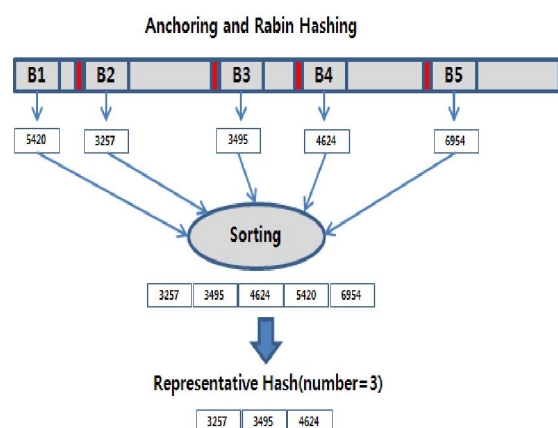 Anchoring and Rabin Hashing
B1 B2 B3 B4 B5
5420 3257 3495 4624 6954
Sorting
3257 3495 4624 5420 6954
Representative Hash(number=3)
3257 3495 4624